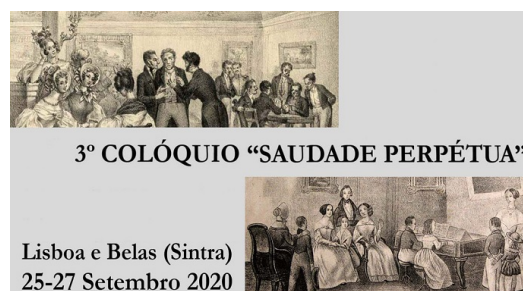 3º COLÓQUIO “SAUDADE PERPÉTUA”
Lisboa e Belas (Sintra)
25-27 Setembro 2020